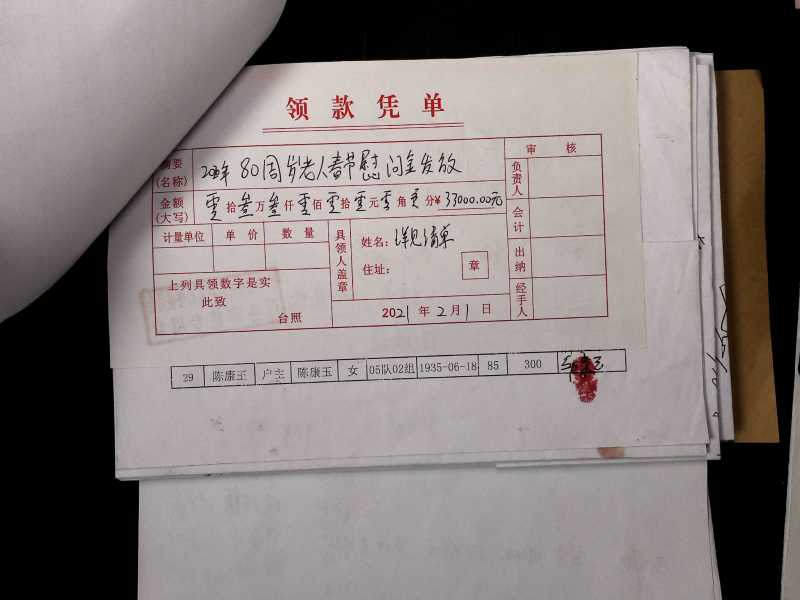 领款凭单
审核
摘要(名称) 80周岁老人春节慰问金发放
负责人
金额(大写) 零拾叁万叁仟零佰零拾零元零角零分¥33000.00元
会计
计量单位 单价 数量
具领人盖章
姓名:详见清单
住址: 章
出纳
上列具领数字是实
此致
台照
2021年2月1日
经手人
29 陈康玉 户主 陈康玉 女 05队02组 1935-06-18 85 300